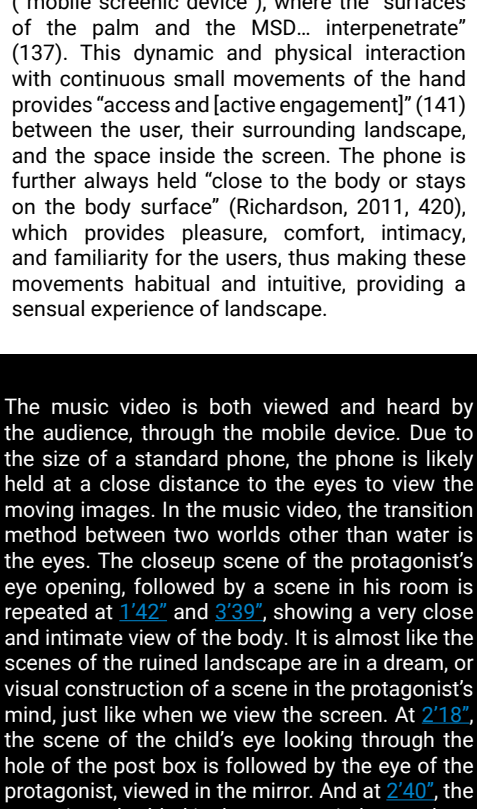 ("mobile screenic device"), where the "surfaces
of the palm and the MSD... interpenetrate"
(137). This dynamic and physical interaction
with continuous small movements of the hand
provides "access and [active engagement]" (141)
between the user, their surrounding landscape,
and the space inside the screen. The phone is
further always held "close to the body or stays
on the body surface" (Richardson, 2011, 420),
which provides pleasure, comfort, intimacy,
and familiarity for the users, thus making these
movements habitual and intuitive, providing a
sensual experience of landscape.
The music video is both viewed and heard by
the audience, through the mobile device. Due to
the size of a standard phone, the phone is likely
held at a close distance to the eyes to view the
moving images. In the music video, the transition
method between two worlds other than water is
the eyes. The closeup scene of the protagonist's
eye opening, followed by a scene in his room is
repeated at 1'42" and 3'39", showing a very close
and intimate view of the body. It is almost like the
scenes of the ruined landscape are in a dream, or
visual construction of a scene in the protagonist's
mind, just like when we view the screen. At 2'18",
the scene of the child's eye looking through the
hole of the post box is followed by the eye of the
protagonist, viewed in the mirror. And at 2'40", the